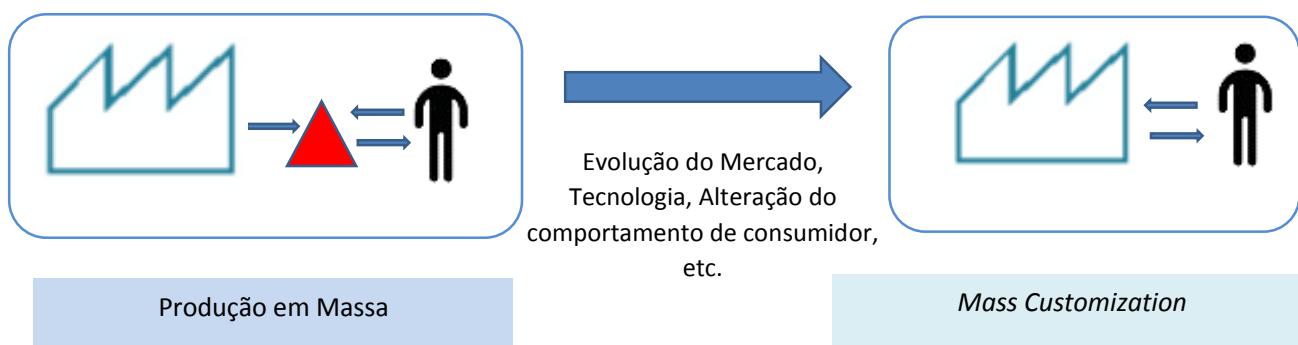 Evolução do Mercado,
Tecnologia, Alteração do
comportamento de consumidor,
etc.
Produção em Massa
Mass Customization